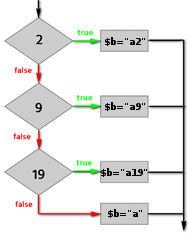 true
2 $b="a2"
false
true
9 $b="a9"
false
true
19 $b="a19"
false
$b="a"